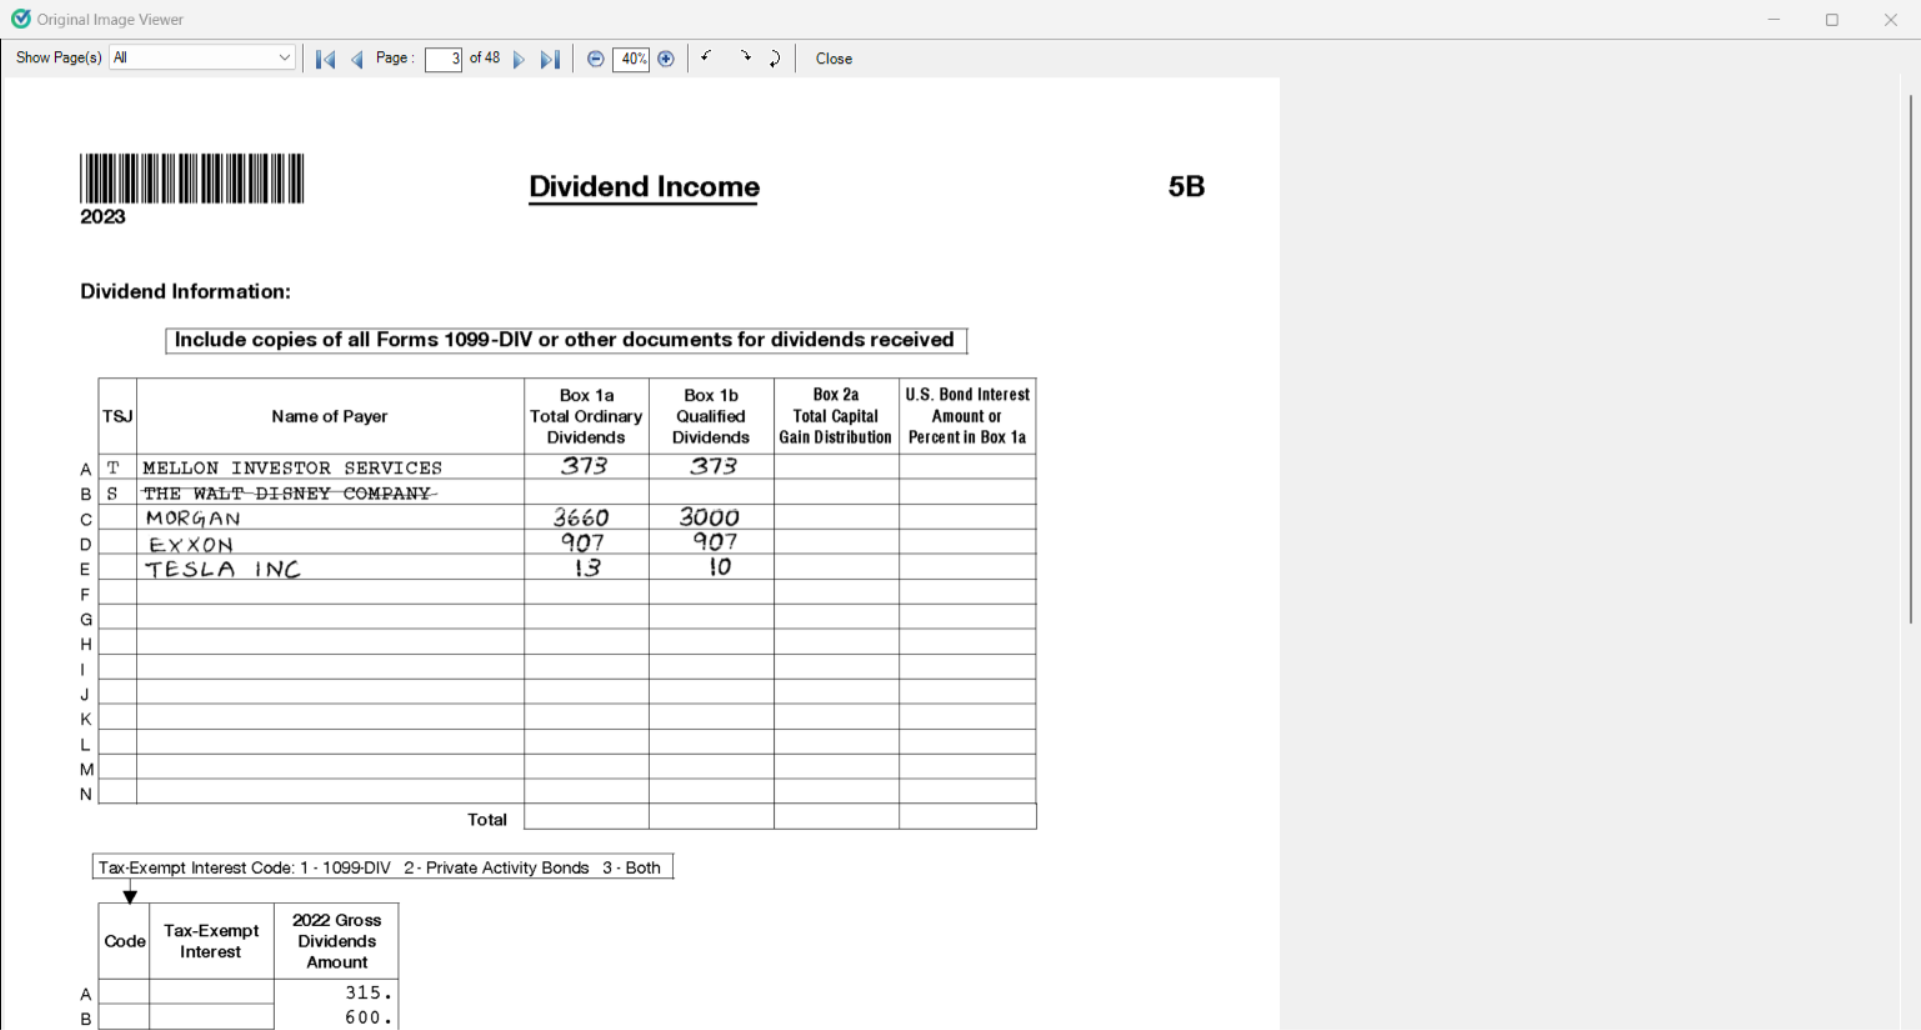 Original Image Viewer
Show Page(s) All Page : 3 of 48 40% Close
2023
Dividend Income
5B
Dividend Information:
Include copies of all Forms 1099-DIV or other documents for dividends received
TSJ Name of Payer Box 1a Total Ordinary Dividends Box 1b Qualified Dividends Box 2a Total Capital Gain Distribution U.S. Bond Interest Amount or Percent in Box 1a
A T MELLON INVESTOR SERVICES 373 373
B S THE WALT DISNEY COMPANY
C MORGAN 3660 3000
D EXXON 907 907
E TESLA INC 13 10
F
G
H
I
J
K
L
M
N
Total
Tax-Exempt Interest Code: 1 - 1099-DIV 2 - Private Activity Bonds 3 - Both
Code Tax-Exempt Interest 2022 Gross Dividends Amount
A 315.
B 600.